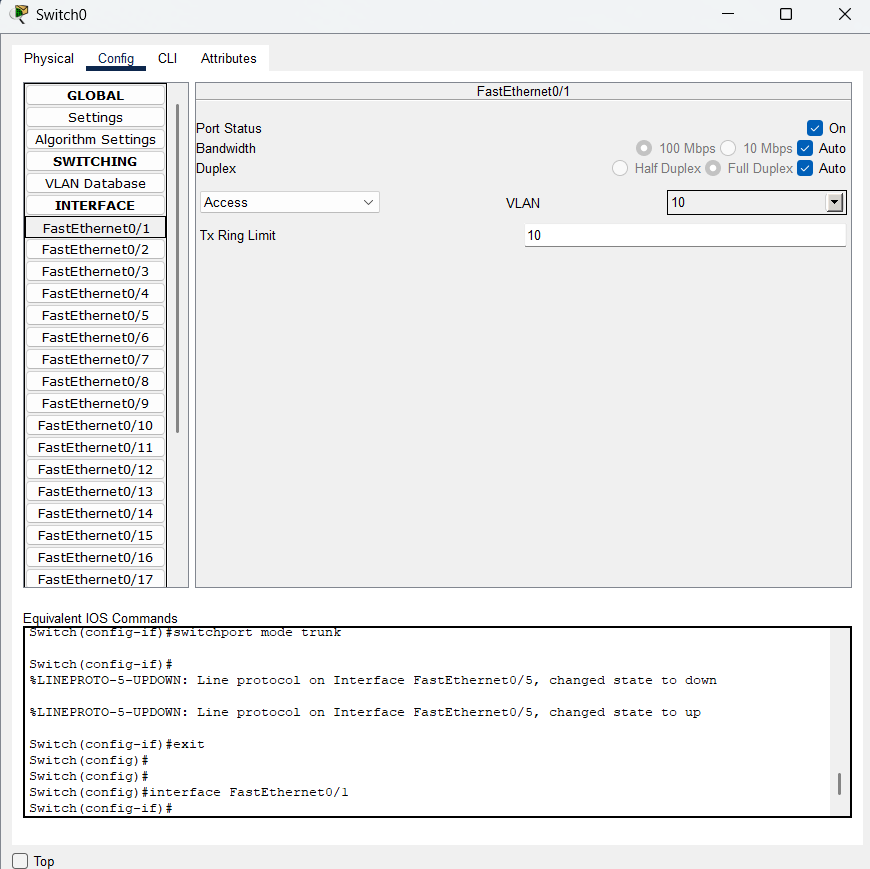 Switch0
Physical Config CLI Attributes
GLOBAL
Settings
Algorithm Settings
SWITCHING
VLAN Database
INTERFACE
FastEthernet0/1
FastEthernet0/2
FastEthernet0/3
FastEthernet0/4
FastEthernet0/5
FastEthernet0/6
FastEthernet0/7
FastEthernet0/8
FastEthernet0/9
FastEthernet0/10
FastEthernet0/11
FastEthernet0/12
FastEthernet0/13
FastEthernet0/14
FastEthernet0/15
FastEthernet0/16
FastEthernet0/17
FastEthernet0/1
Port Status On
Bandwidth 100 Mbps 10 Mbps Auto
Duplex Half Duplex Full Duplex Auto
Access VLAN 10
Tx Ring Limit 10
Equivalent IOS Commands
Switch(config-if)#switchport mode trunk
Switch(config-if)#
%LINEPROTO-5-UPDOWN: Line protocol on Interface FastEthernet0/5, changed state to down
%LINEPROTO-5-UPDOWN: Line protocol on Interface FastEthernet0/5, changed state to up
Switch(config-if)#exit
Switch(config)#
Switch(config)#
Switch(config)#interface FastEthernet0/1
Switch(config-if)#
Top